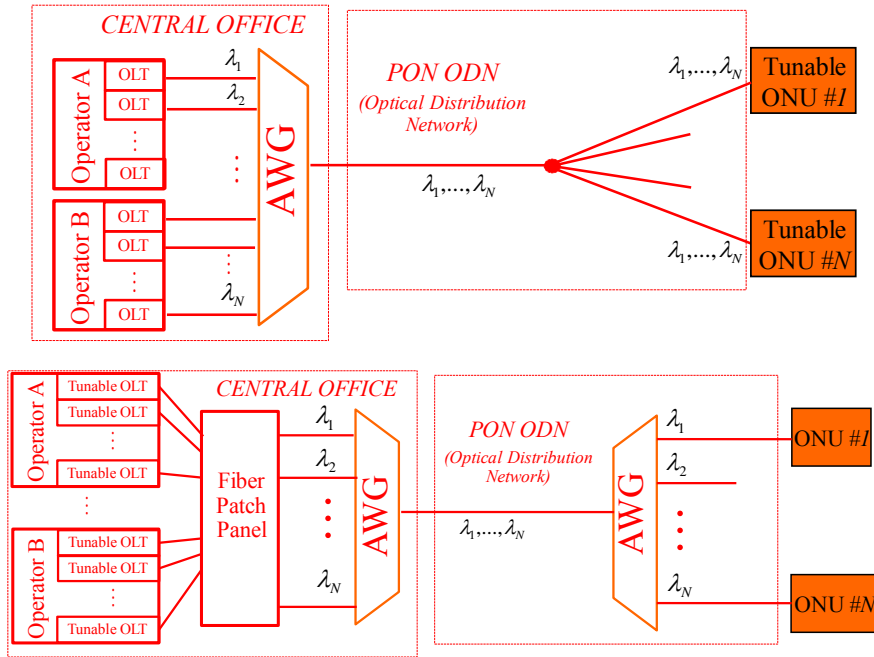 CENTRAL OFFICE
Operator A
OLT
OLT
OLT
Operator B
OLT
OLT
OLT
λ1
λ2
λN
AWG
PON ODN
(Optical Distribution
Network)
λ1,...,λN
λ1,...,λN
λ1,...,λN
Tunable
ONU #1
Tunable
ONU #N
CENTRAL OFFICE
Operator A
Tunable OLT
Tunable OLT
Tunable OLT
Operator B
Tunable OLT
Tunable OLT
Tunable OLT
Fiber
Patch
Panel
λ1
λ2
λN
AWG
PON ODN
(Optical Distribution
Network)
λ1,...,λN
AWG
λ1
λ2
λN
ONU #1
ONU #N